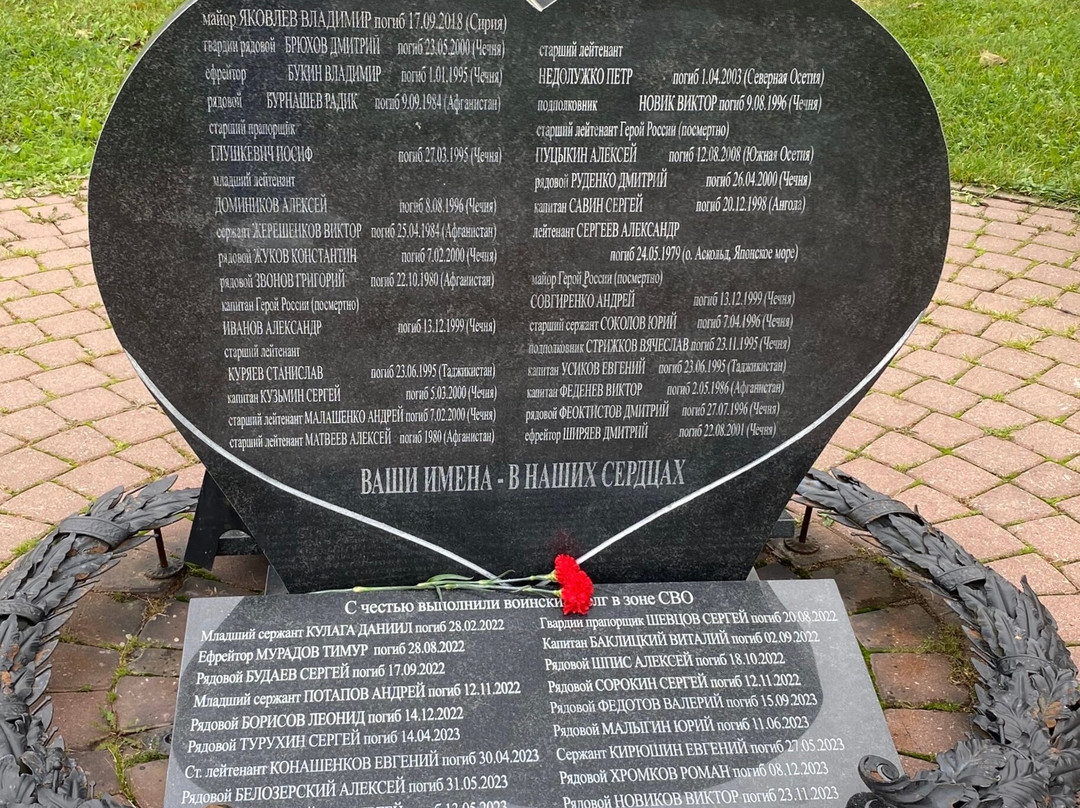 майор ЯКОВЛЕВ ВЛАДИМИР погиб 17.09.2018 (Сирия)
гвардии рядовой БРЮХОВ ДМИТРИЙ погиб 23.05.2000 (Чечня)
ефрейтор БУКИН ВЛАДИМИР погиб 1.01.1995 (Чечня)
рядовой БУРНАШЕВ РАДИК погиб 9.09.1984 (Афганистан)
старший прапорщик
ГЛУШКЕВИЧ ИОСИФ погиб 27.03.1995 (Чечня)
младший лейтенант
ДОМНИКОВ АЛЕКСЕЙ погиб 8.08.1996 (Чечня)
сержант ЖЕРЕШЕНКОВ ВИКТОР погиб 25.04.1984 (Афганистан)
рядовой ЖУКОВ КОНСТАНТИН погиб 7.02.2000 (Чечня)
рядовой ЗВОНОВ ГРИГОРИЙ погиб 22.10.1980 (Афганистан)
капитан Герой России (посмертно)
ИВАНОВ АЛЕКСАНДР погиб 13.12.1999 (Чечня)
старший лейтенант
КУРЯЕВ СТАНИСЛАВ погиб 23.06.1995 (Таджикистан)
капитан КУЗЬМИН СЕРГЕЙ погиб 5.03.2000 (Чечня)
старший лейтенант МАЛАШЕНКО АНДРЕЙ погиб 7.02.2000 (Чечня)
старший лейтенант МАТВЕЕВ АЛЕКСЕЙ погиб 1980 (Афганистан)
старший лейтенант
НЕДОЛУЖКО ПЕТР погиб 1.04.2003 (Северная Осетия)
подполковник НОВИК ВИКТОР погиб 9.08.1996 (Чечня)
старший лейтенант Герой России (посмертно)
ПУЦЫКИН АЛЕКСЕЙ погиб 12.08.2008 (Южная Осетия)
рядовой РУДЕНКО ДМИТРИЙ погиб 26.04.2000 (Чечня)
капитан САВИН СЕРГЕЙ погиб 20.12.1998 (Ангола)
лейтенант СЕРГЕЕВ АЛЕКСАНДР
погиб 24.05.1979 (о. Аскольд, Японское море)
майор Герой России (посмертно)
СОВГИРЕНКО АНДРЕЙ погиб 13.12.1999 (Чечня)
старший сержант СОКОЛОВ ЮРИЙ погиб 7.04.1996 (Чечня)
подполковник СТРИЖКОВ ВЯЧЕСЛАВ погиб 23.11.1995 (Чечня)
капитан УСИКОВ ЕВГЕНИЙ погиб 23.06.1995 (Таджикистан)
капитан ФЕДЕНЕВ ВИКТОР погиб 2.05.1986 (Афганистан)
рядовой ФЕОКТИСТОВ ДМИТРИЙ погиб 27.07.1996 (Чечня)
ефрейтор ШИРЯЕВ ДМИТРИЙ погиб 22.08.2001 (Чечня)
ВАШИ ИМЕНА - В НАШИХ СЕРДЦАХ
С честью выполнили воински лг в зоне СВО
Младший сержант КУЛАГА ДАНИИЛ погиб 28.02.2022
Ефрейтор МУРАДОВ ТИМУР погиб 28.08.2022
Рядовой БУДАЕВ СЕРГЕЙ погиб 17.09.2022
Младший сержант ПОТАПОВ АНДРЕЙ погиб 12.11.2022
Рядовой БОРИСОВ ЛЕОНИД погиб 14.12.2022
Рядовой ТУРУХИН СЕРГЕЙ погиб 14.04.2023
Ст. лейтенант КОНАШЕНКОВ ЕВГЕНИЙ погиб 30.04.2023
Рядовой БЕЛОЗЕРСКИЙ АЛЕКСЕЙ погиб 31.05.2023
Гвардии прапорщик ШЕВЦОВ СЕРГЕЙ погиб 20.08.2022
Капитан БАКЛИЦКИЙ ВИТАЛИЙ погиб 02.09.2022
Рядовой ШПИС АЛЕКСЕЙ погиб 18.10.2022
Рядовой СОРОКИН СЕРГЕЙ погиб 12.11.2022
Рядовой ФЕДОТОВ ВАЛЕРИЙ погиб 15.09.2023
Рядовой МАЛЫГИН ЮРИЙ погиб 11.06.2023
Сержант КИРЮШИН ЕВГЕНИЙ погиб 27.05.2023
Рядовой ХРОМКОВ РОМАН погиб 08.12.2023
Рядовой НОВИКОВ ВИКТОР погиб 23.11.2023